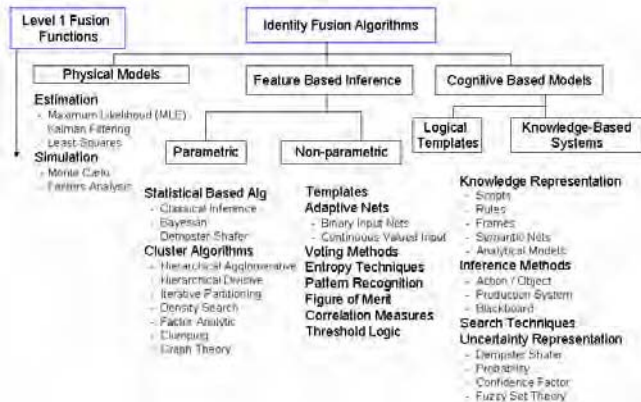 Level 1 Fusion
Functions
Identity Fusion Algorithms
Physical Models
Feature Based Inference
Cognitive Based Models
Estimation
- Maximum Likelihood (MLE)
- Kalman Filtering
- Least-Squares
Simulation
- Monte Carlo
- Factors Analysis
Parametric
Non-parametric
Logical
Templates
Knowledge-Based
Systems
Statistical Based Alg
- Classical Inference
- Bayesian
- Dempster Shafer
Cluster Algorithms
- Hierarchical Agglomerative
- Hierarchical Divisive
- Iterative Partitioning
- Density Search
- Factor Analytic
- Clumping
- Graph Theory
Templates
Adaptive Nets
- Binary Input Nets
- Continuous Valued Input
Voting Methods
Entropy Techniques
Pattern Recognition
Figure of Merit
Correlation Measures
Threshold Logic
Knowledge Representation
- Scripts
- Rules
- Frames
- Semantic Nets
- Analytical Models
Inference Methods
- Action / Object
- Production System
- Blackboard
Search Techniques
Uncertainty Representation
- Dempster Shafer
- Probability
- Confidence Factor
- Fuzzy Set Theory